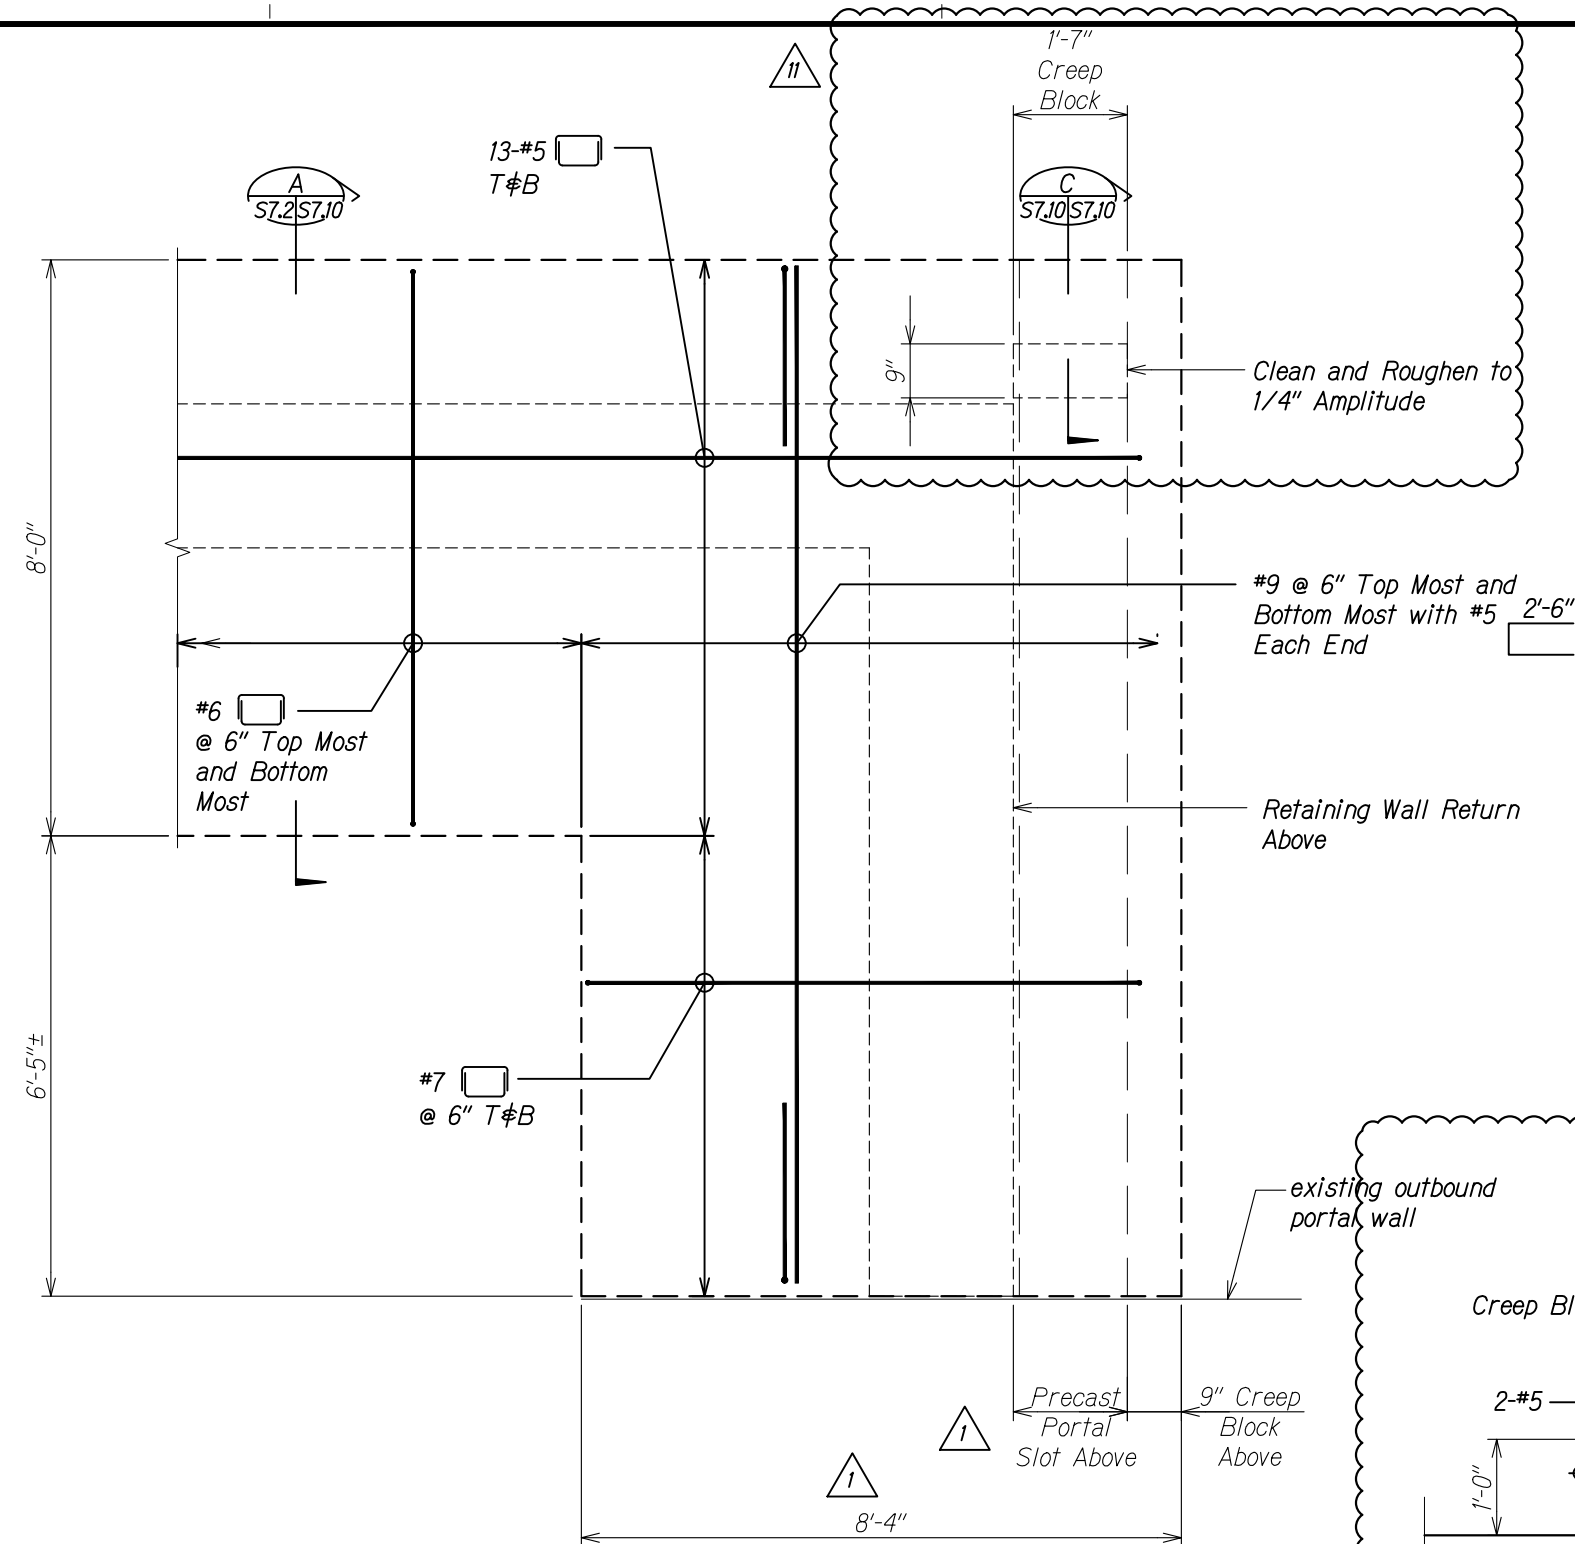 1'-7"
Creep
Block
11
13-#5
T&B
A
S7.2 S7.10
C
S7.10 S7.10
9"
Clean and Roughen to
1/4" Amplitude
8'-0"
#9 @ 6" Top Most and
Bottom Most with #5 2'-6"
Each End
#6
@ 6" Top Most
and Bottom
Most
Retaining Wall Return
Above
6'-5"±
#7
@ 6" T&B
existing outbound
portal wall
Creep Bl
2-#5
1'-0"
Precast
Portal
Slot Above
9" Creep
Block
Above
1
1
8'-4"